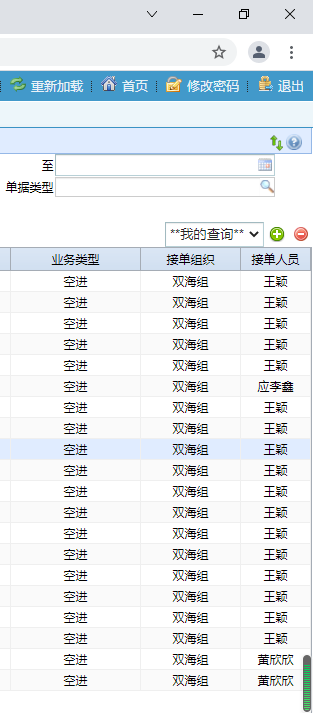 重新加载 首页 修改密码 退出
至
单据类型
**我的查询**
业务类型 接单组织 接单人员
空进 双海组 王颖
空进 双海组 王颖
空进 双海组 王颖
空进 双海组 王颖
空进 双海组 王颖
空进 双海组 应李鑫
空进 双海组 王颖
空进 双海组 王颖
空进 双海组 王颖
空进 双海组 王颖
空进 双海组 王颖
空进 双海组 王颖
空进 双海组 王颖
空进 双海组 王颖
空进 双海组 王颖
空进 双海组 王颖
空进 双海组 王颖
空进 双海组 王颖
空进 双海组 黄欣欣
空进 双海组 黄欣欣